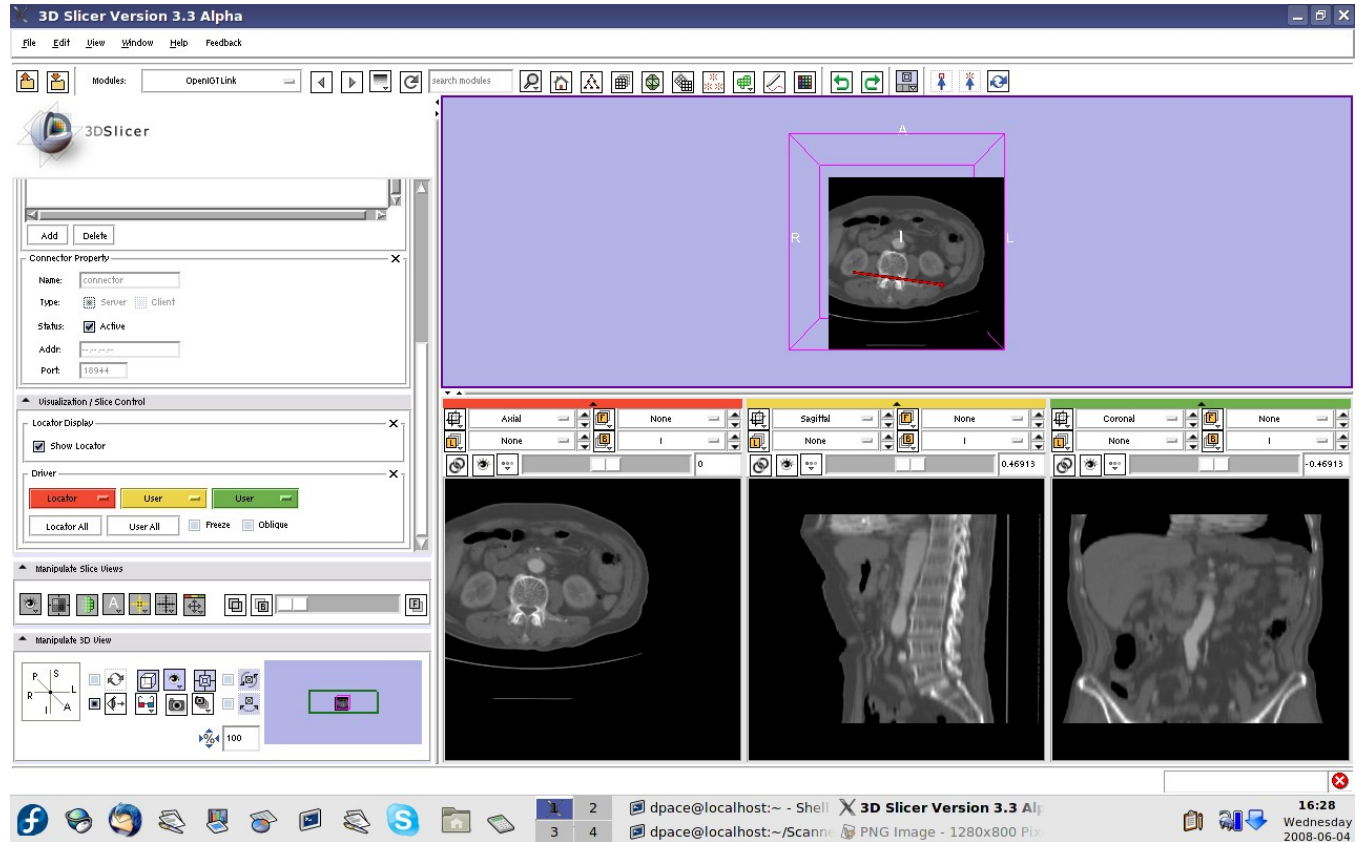 3D Slicer Version 3.3 Alpha
File Edit View Window Help Feedback
Modules: OpenIGTLink search modules
3DSlicer
Add Delete
Connector Property
Name: connector
Type: Server Client
Status: Active
Addr: --.--.--.--
Port: 18944
Visualization / Slice Control
Locator Display
Show Locator
Driver
Locator User User
Locator All User All Freeze Oblique
Manipulate Slice Views
B F
Manipulate 3D View
P S
R L
I A
% 100
A
R I L
Axial F None
L None B I
0
Sagittal F None
L None B I
0.46913
Coronal F None
L None B I
-0.46913
1 2
3 4
dpace@localhost:~ - Shell
3D Slicer Version 3.3 Alp
dpace@localhost:~/Scanne
PNG Image - 1280x800 Pix
16:28
Wednesday
2008-06-04